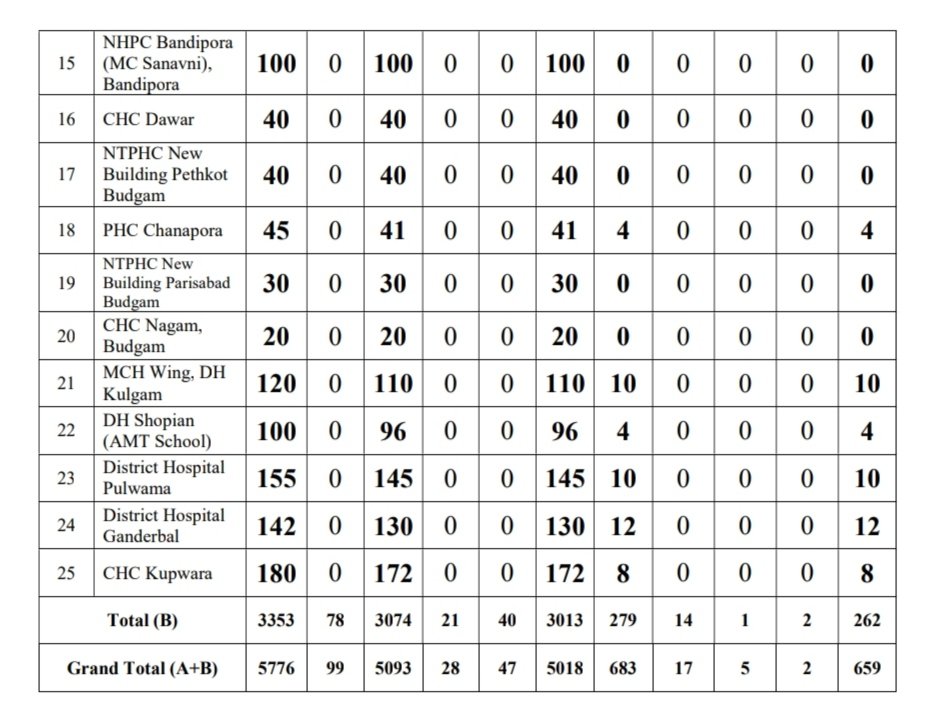 15 NHPC Bandipora (MC Sanavni), Bandipora 100 0 100 0 0 100 0 0 0 0 0
16 CHC Dawar 40 0 40 0 0 40 0 0 0 0 0
17 NTPHC New Building Pethkot Budgam 40 0 40 0 0 40 0 0 0 0 0
18 PHC Chanapora 45 0 41 0 0 41 4 0 0 0 4
19 NTPHC New Building Parisabad Budgam 30 0 30 0 0 30 0 0 0 0 0
20 CHC Nagam, Budgam 20 0 20 0 0 20 0 0 0 0 0
21 MCH Wing, DH Kulgam 120 0 110 0 0 110 10 0 0 0 10
22 DH Shopian (AMT School) 100 0 96 0 0 96 4 0 0 0 4
23 District Hospital Pulwama 155 0 145 0 0 145 10 0 0 0 10
24 District Hospital Ganderbal 142 0 130 0 0 130 12 0 0 0 12
25 CHC Kupwara 180 0 172 0 0 172 8 0 0 0 8
Total (B) 3353 78 3074 21 40 3013 279 14 1 2 262
Grand Total (A+B) 5776 99 5093 28 47 5018 683 17 5 2 659